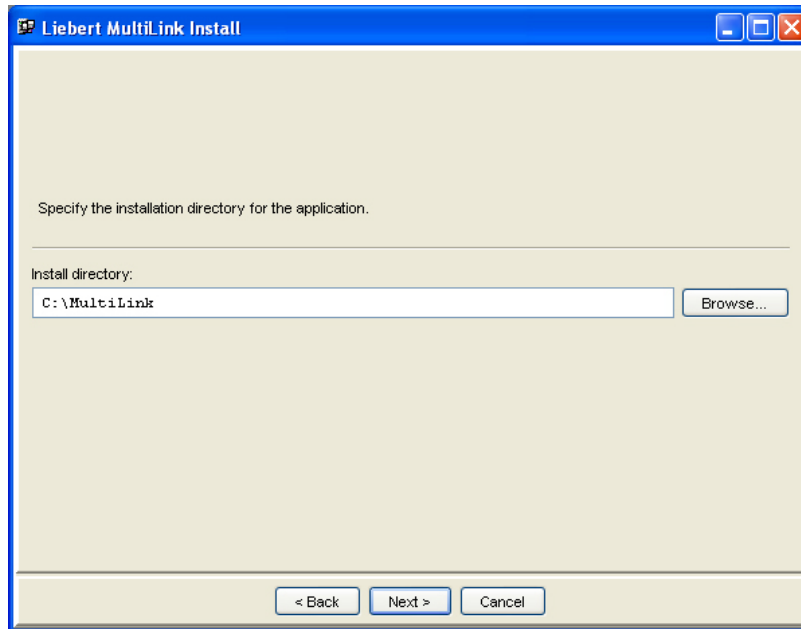 Liebert MultiLink Install
Specify the installation directory for the application.
Install directory:
C:\MultiLink
Browse...
< Back Next > Cancel